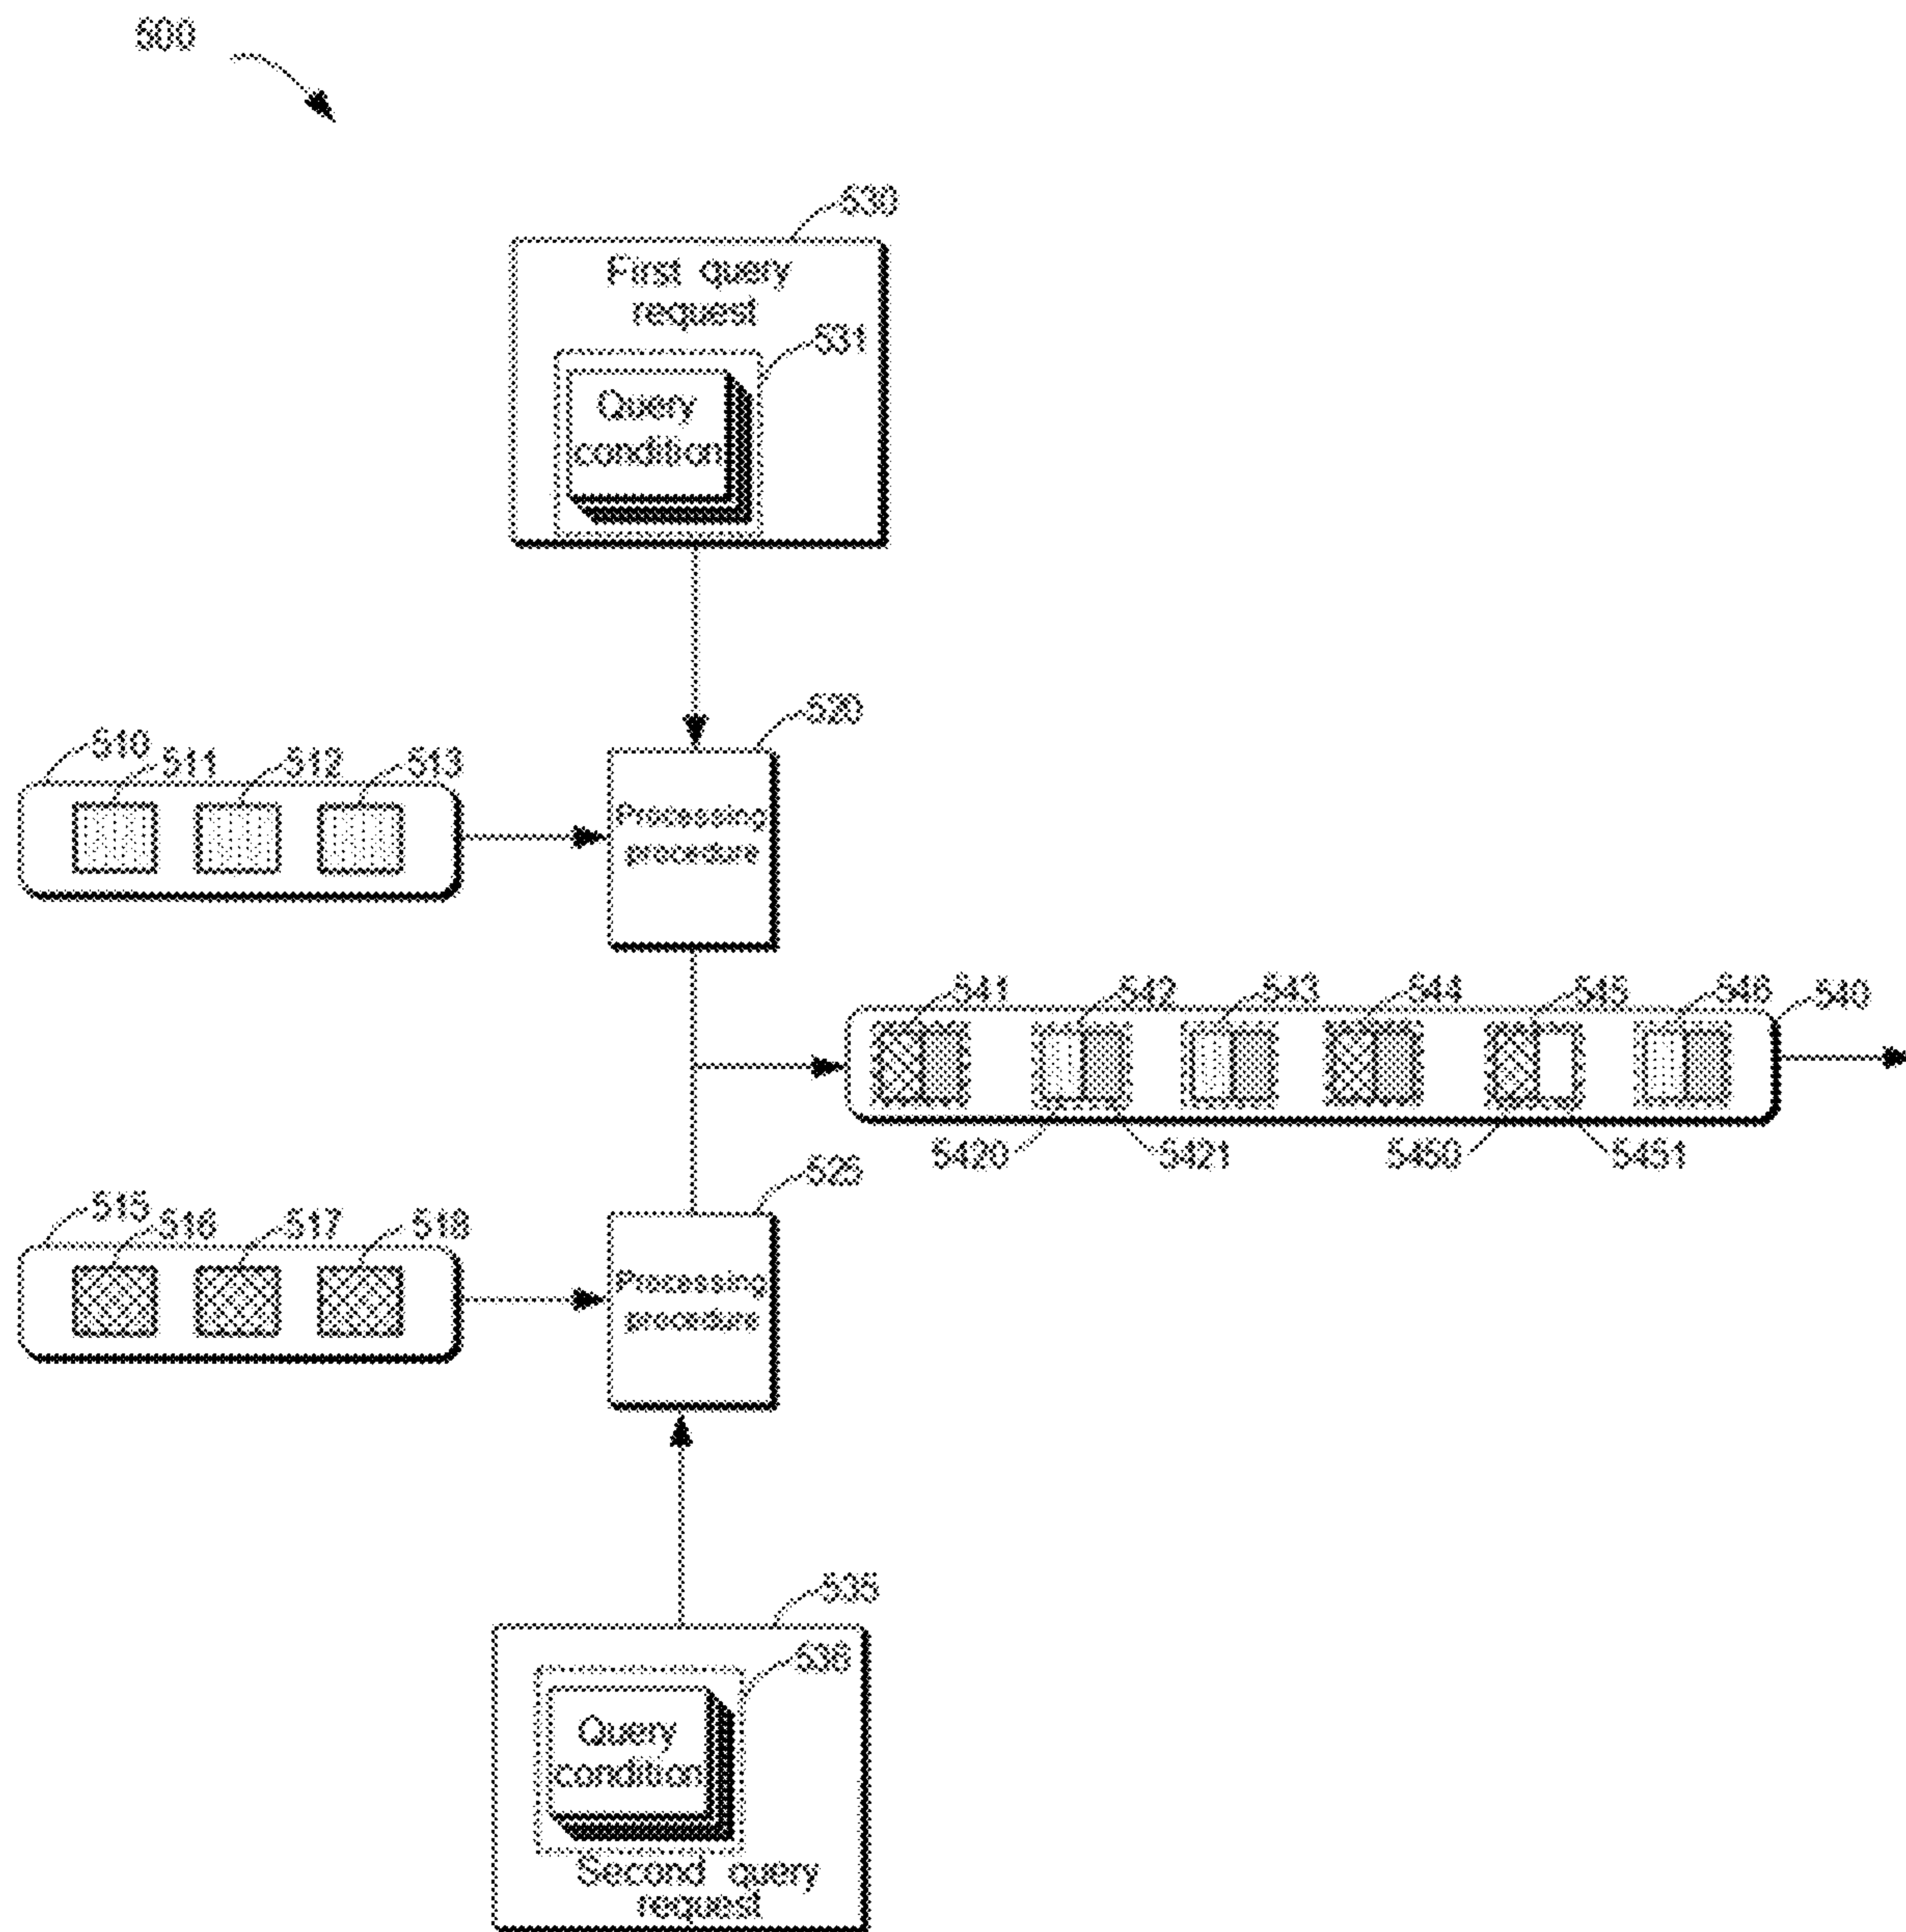 500
530
First query
request
531
Query
condition
520
510
511
512
513
Processing
procedure
541
542
543
544
545
546
540
5420
5421
5450
5451
525
515
516
517
518
Processing
procedure
535
536
Query
condition
Second query
request